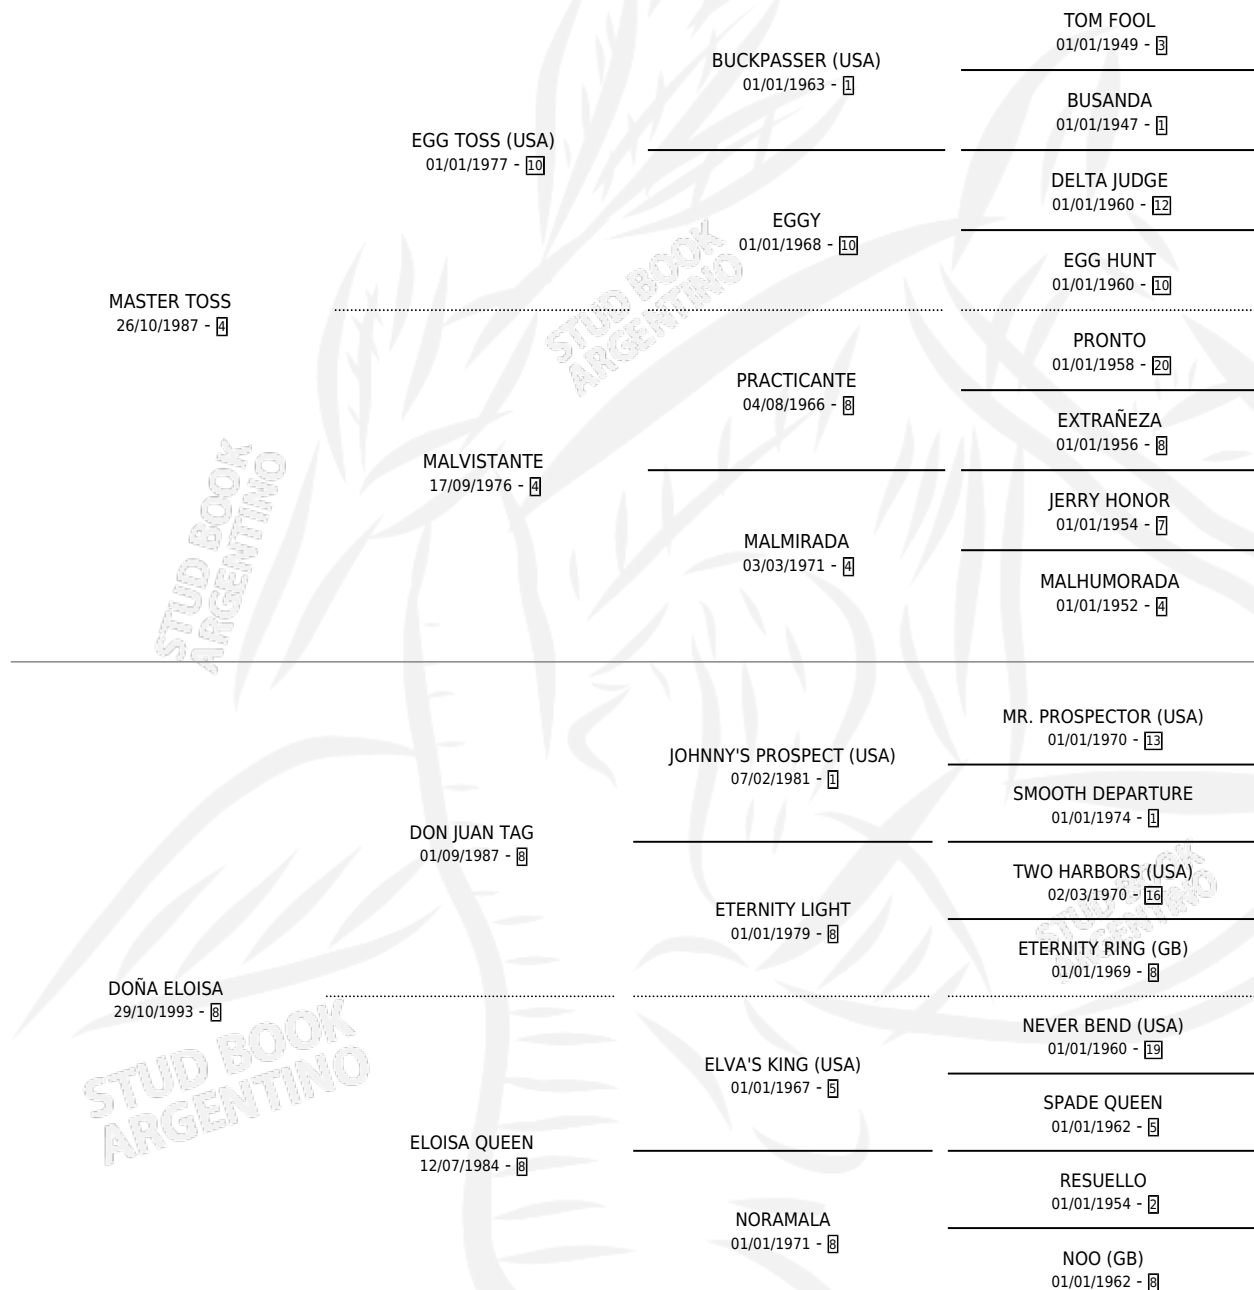 TOM FOOL
01/01/1949 - 3
BUCKPASSER (USA)
01/01/1963 - 1
BUSANDA
01/01/1947 - 1
EGG TOSS (USA)
01/01/1977 - 10
DELTA JUDGE
01/01/1960 - 12
EGGY
01/01/1968 - 10
EGG HUNT
01/01/1960 - 10
MASTER TOSS
26/10/1987 - 4
PRONTO
01/01/1958 - 20
PRACTICANTE
04/08/1966 - 8
EXTRAÑEZA
01/01/1956 - 8
MALVISTANTE
17/09/1976 - 4
JERRY HONOR
01/01/1954 - 7
MALMIRADA
03/03/1971 - 4
MALHUMORADA
01/01/1952 - 4
MR. PROSPECTOR (USA)
01/01/1970 - 13
JOHNNY'S PROSPECT (USA)
07/02/1981 - 1
SMOOTH DEPARTURE
01/01/1974 - 1
DON JUAN TAG
01/09/1987 - 8
TWO HARBORS (USA)
02/03/1970 - 16
ETERNITY LIGHT
01/01/1979 - 8
ETERNITY RING (GB)
01/01/1969 - 8
DOÑA ELOISA
29/10/1993 - 8
NEVER BEND (USA)
01/01/1960 - 19
ELVA'S KING (USA)
01/01/1967 - 5
SPADE QUEEN
01/01/1962 - 5
ELOISA QUEEN
12/07/1984 - 8
RESUELLO
01/01/1954 - 2
NORAMALA
01/01/1971 - 8
NOO (GB)
01/01/1962 - 8
STUD BOOK
ARGENTINO
STUD BOOK
ARGENTINO
STUD BOOK
ARGENTINO
STUD BOOK
ARGENTINO